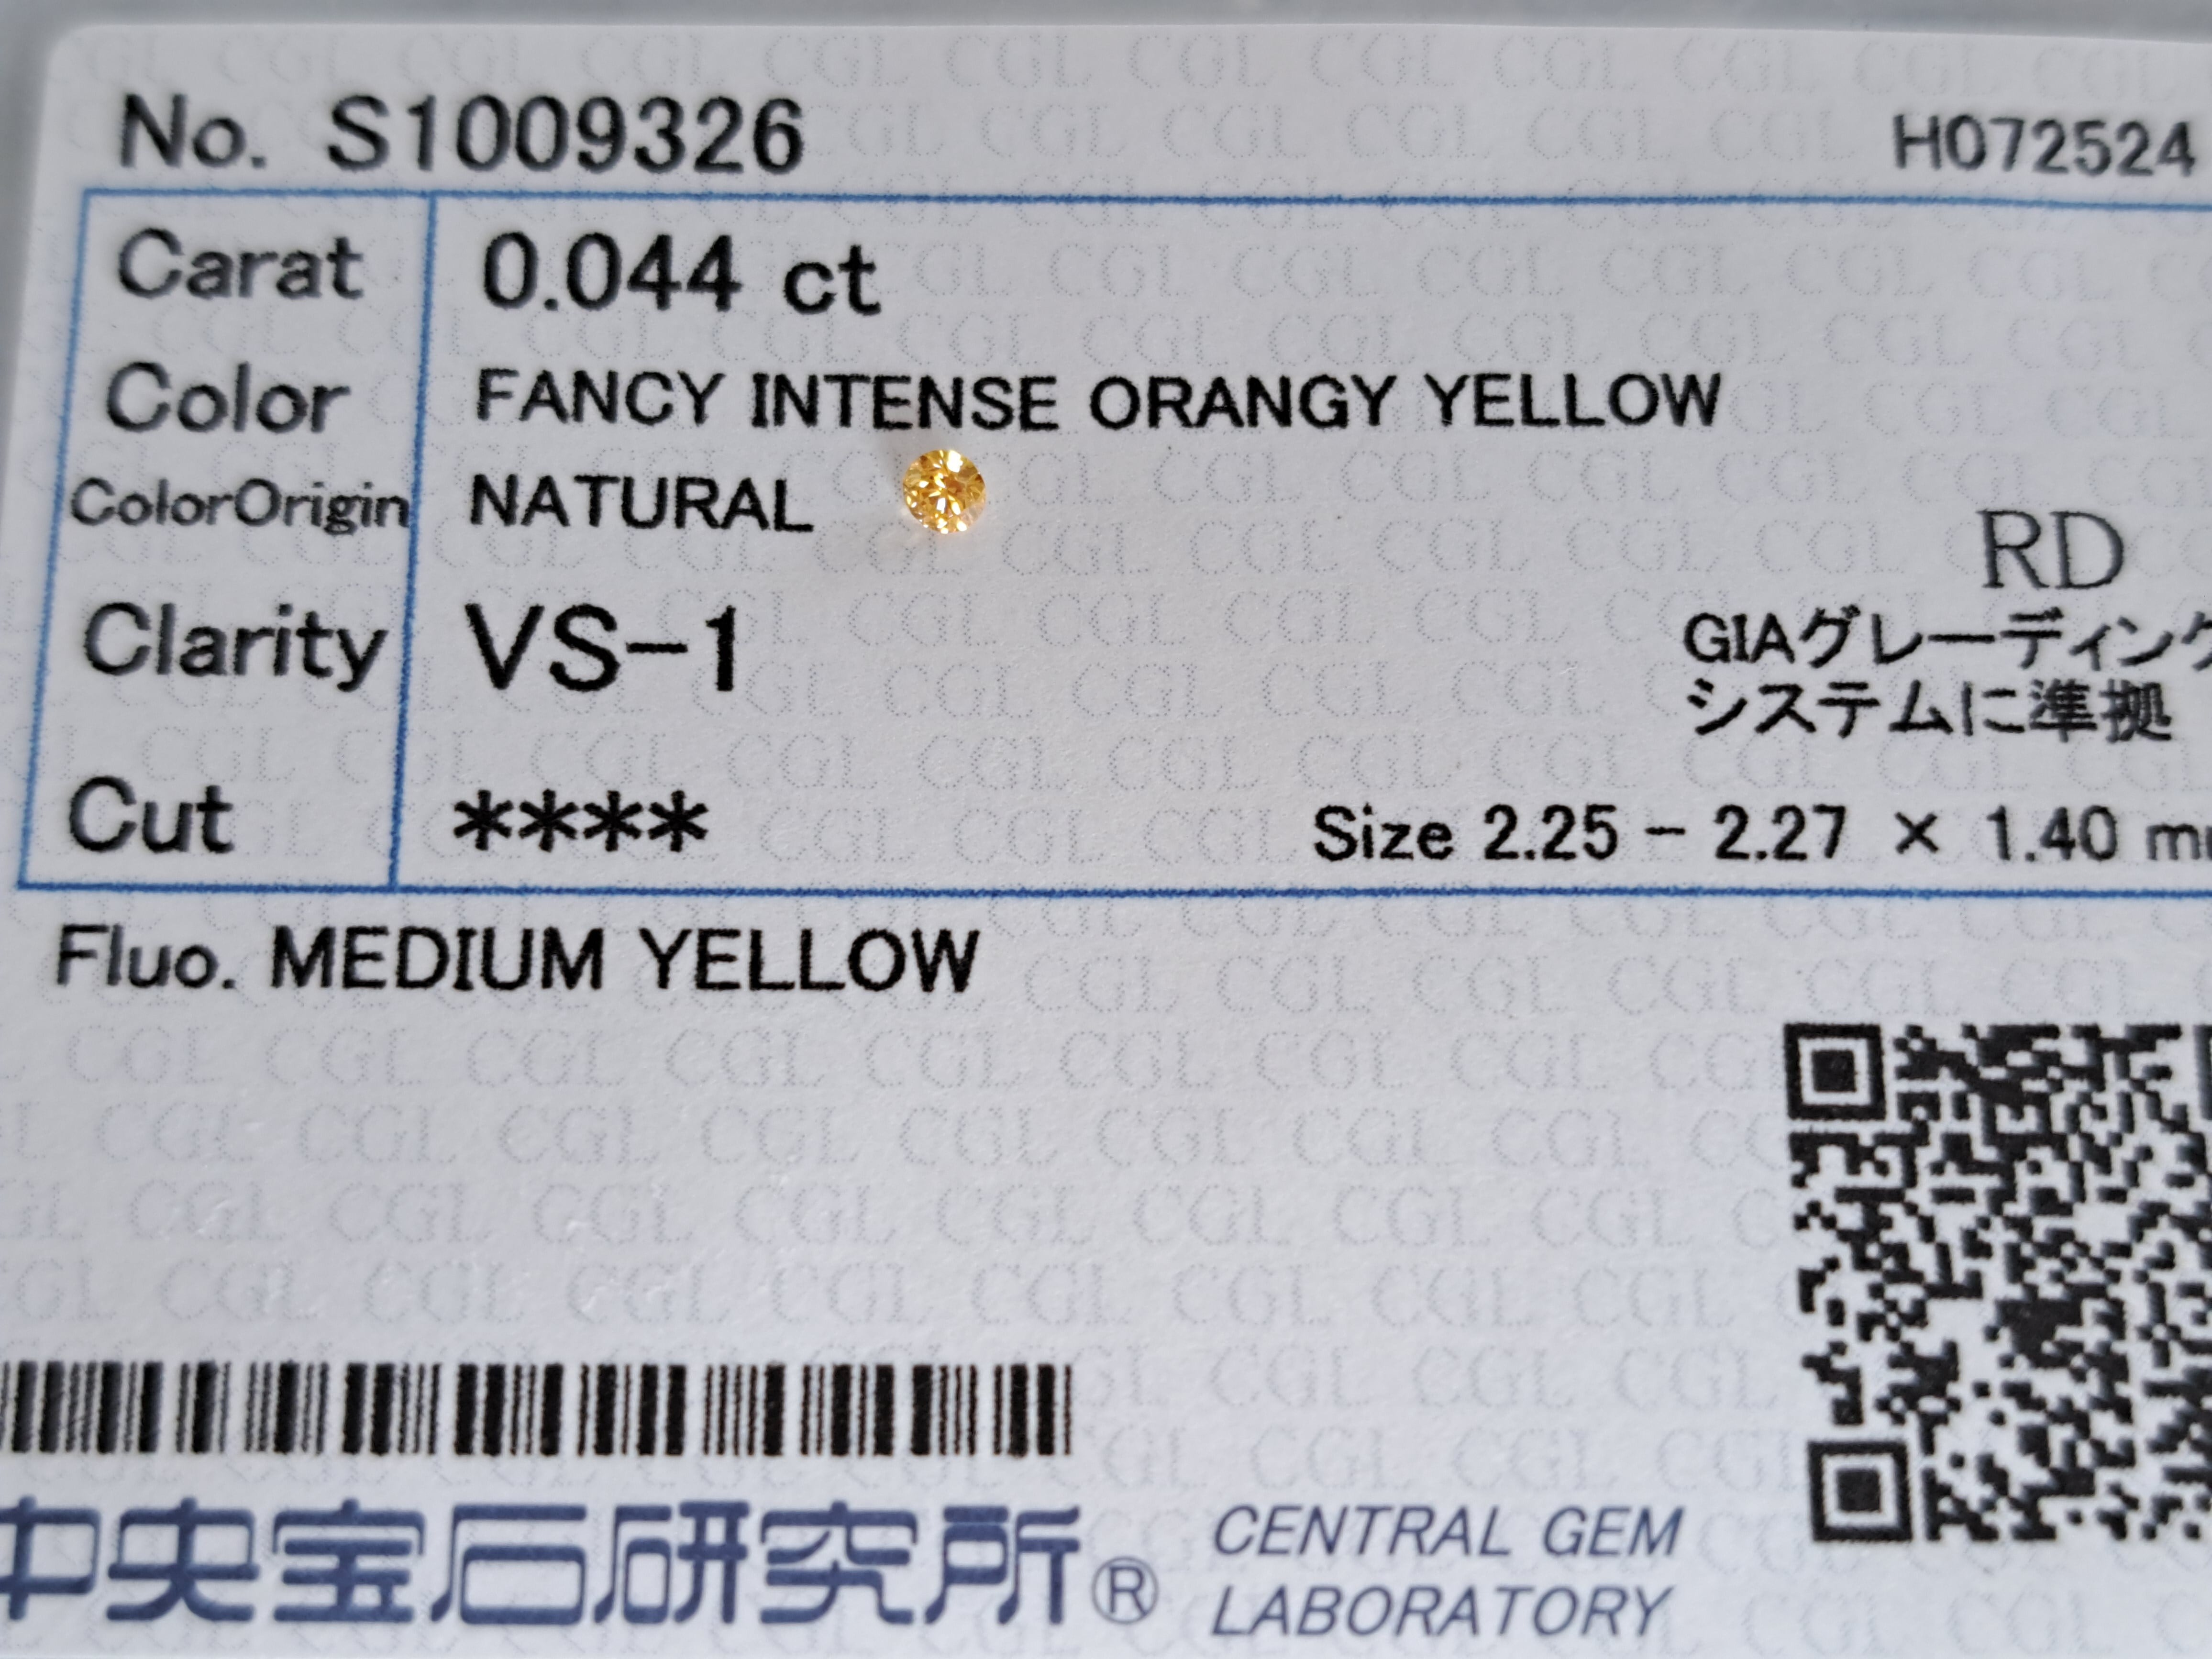 No. S1009326
H072524
Carat 0.044 ct
Color FANCY INTENSE ORANGY YELLOW
ColorOrigin NATURAL
RD
Clarity VS-1
GIAグレーディング
システムに準拠
Cut ****
Size 2.25 - 2.27 × 1.40 m
Fluo. MEDIUM YELLOW
中央宝石研究所®
CENTRAL GEM
LABORATORY